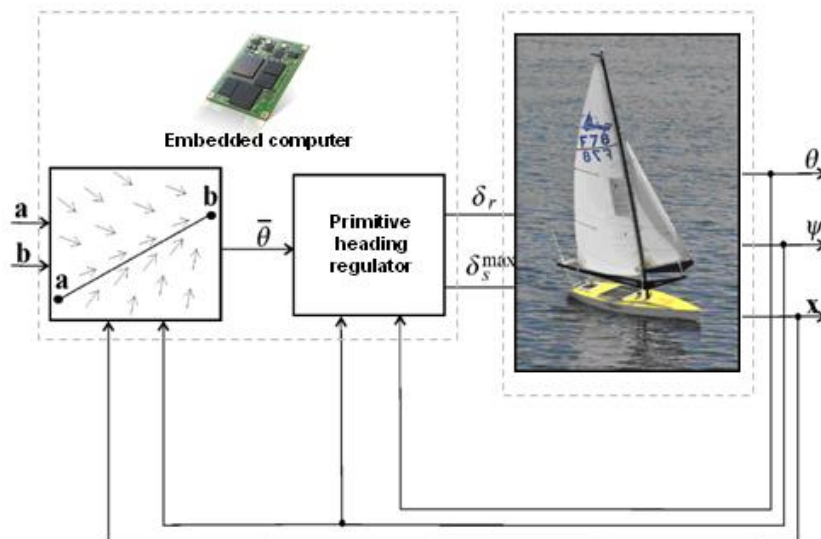 Embedded computer
a
b
a
b
θ̄
Primitive
heading
regulator
δr
δs^max
F78
θ
ψ
x